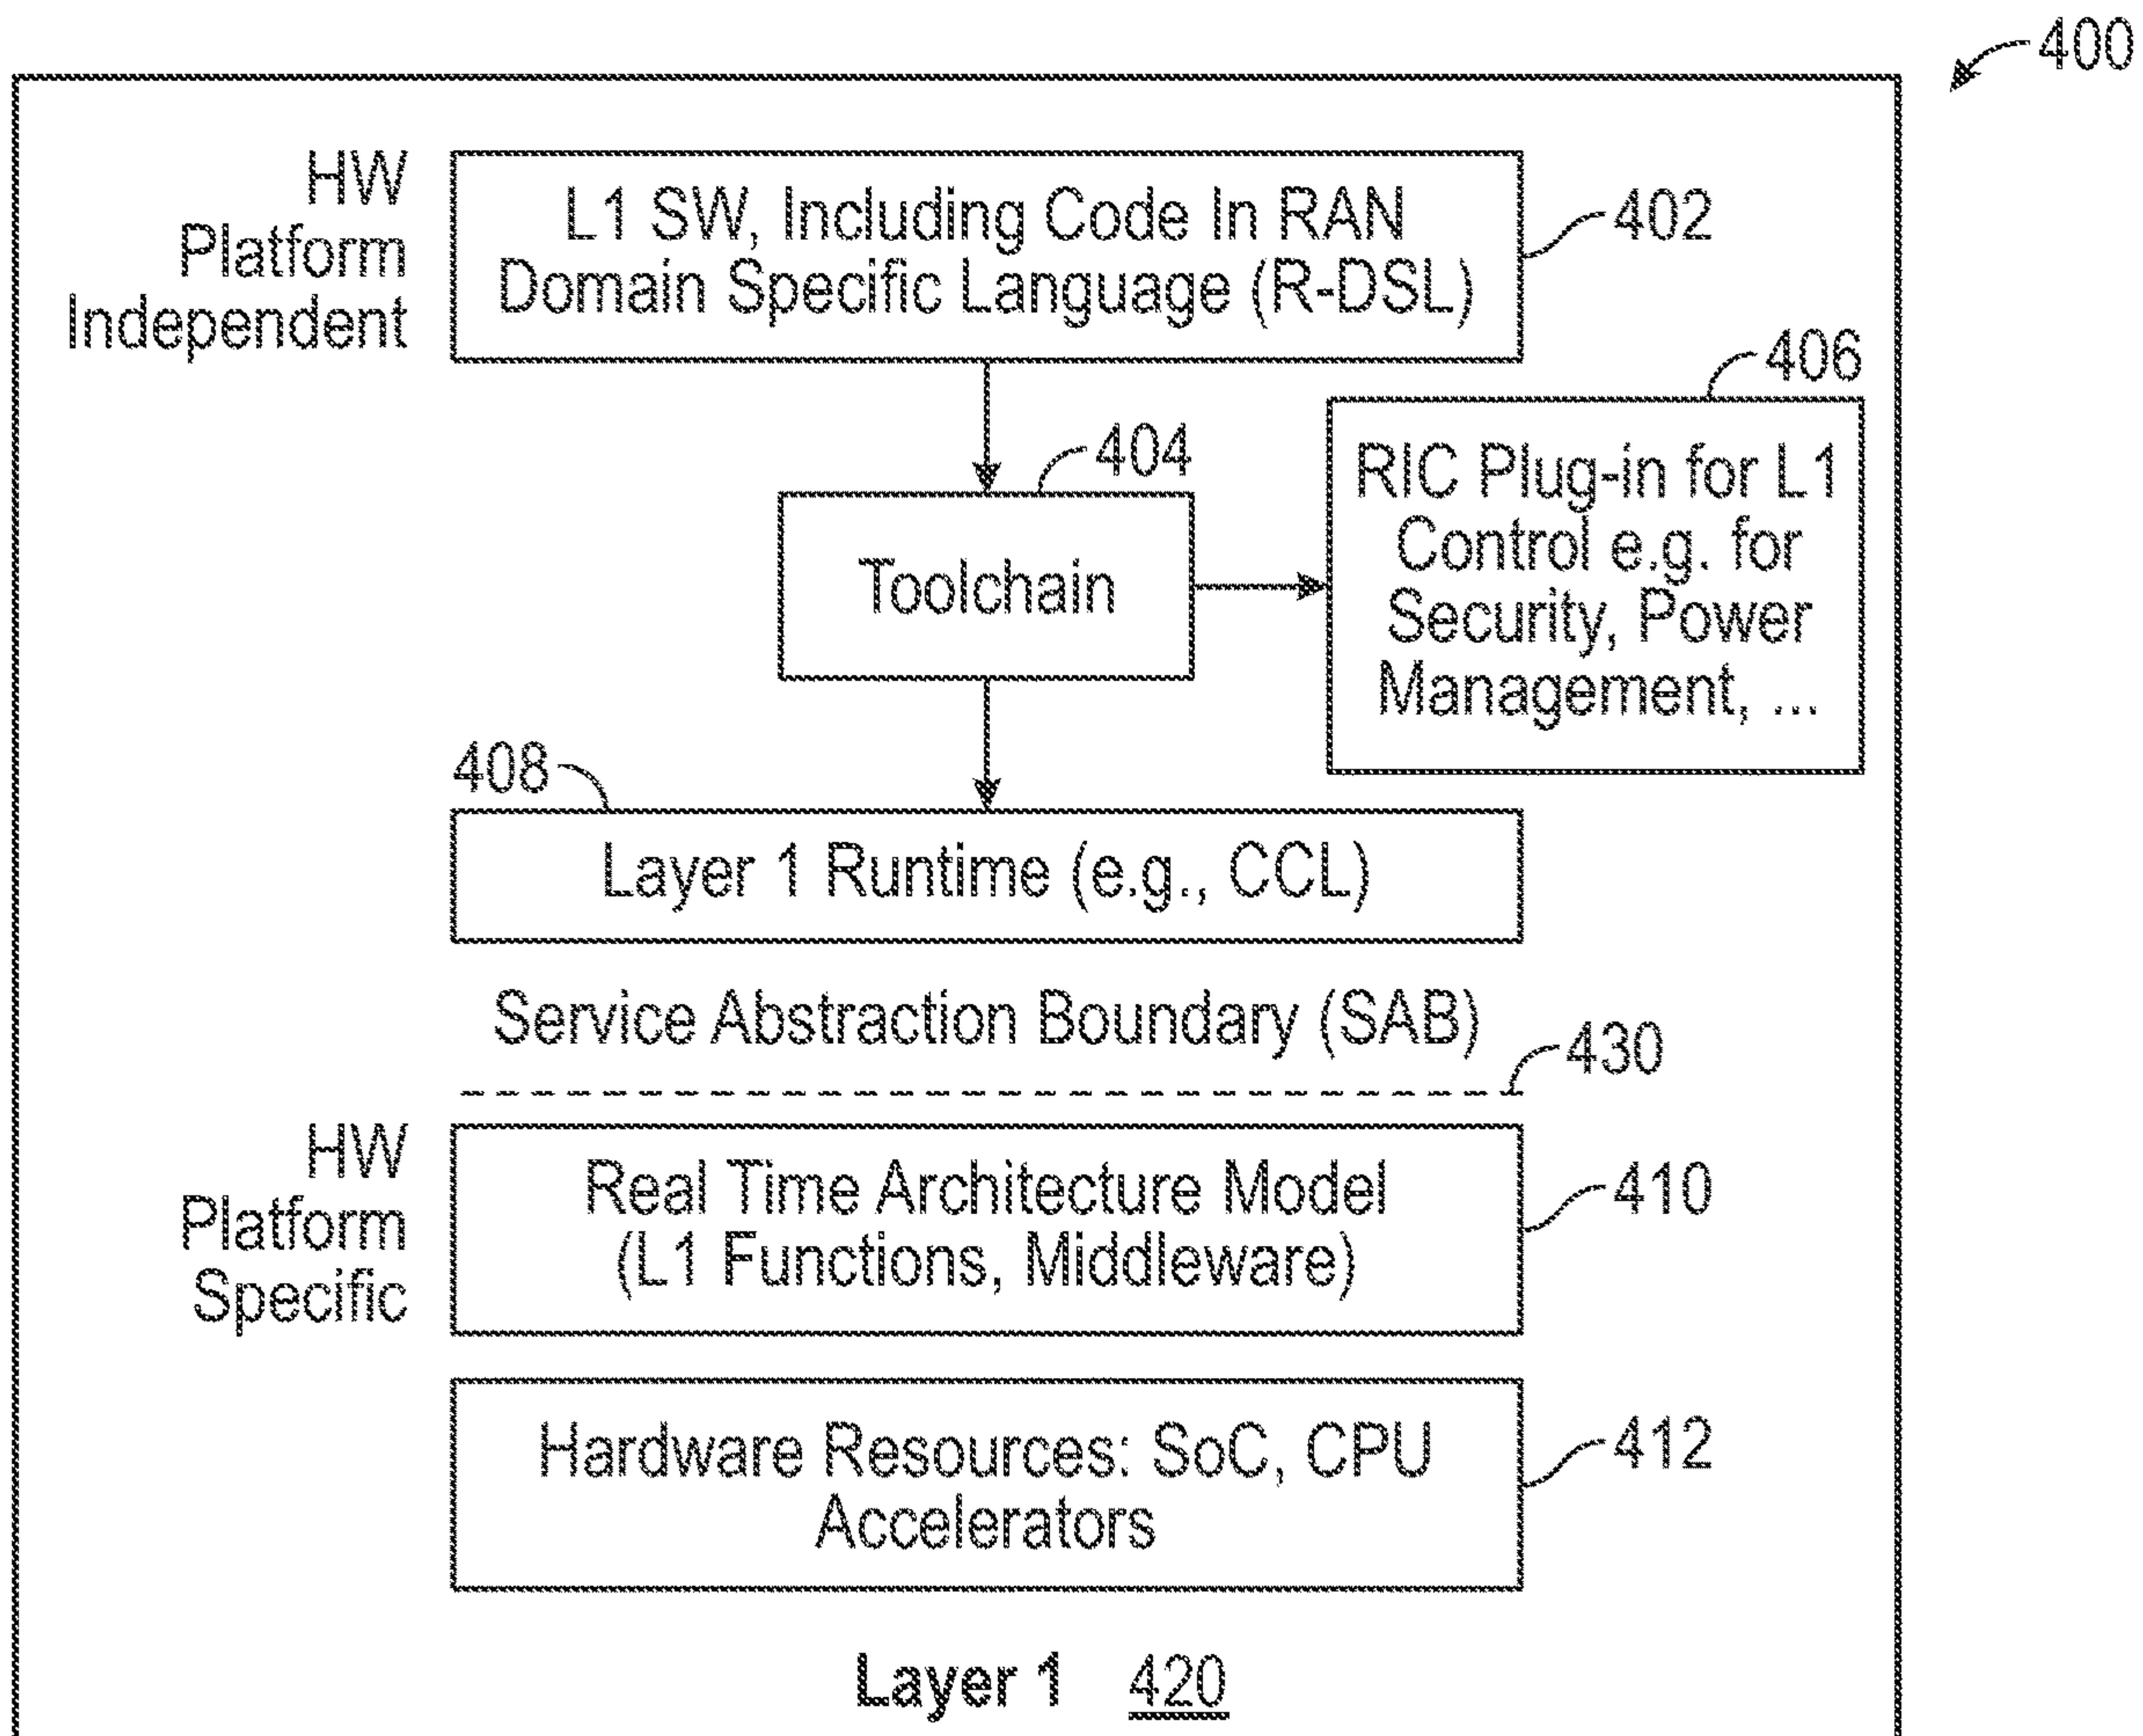 400
HW
Platform
Independent
L1 SW, Including Code In RAN
Domain Specific Language (R-DSL)
402
406
404
Toolchain
RIC Plug-in for L1
Control e.g. for
Security, Power
Management, ...
408
Layer 1 Runtime (e.g., CCL)
Service Abstraction Boundary (SAB)
430
HW
Platform
Specific
Real Time Architecture Model
(L1 Functions, Middleware)
410
Hardware Resources: SoC, CPU
Accelerators
412
Layer 1 420